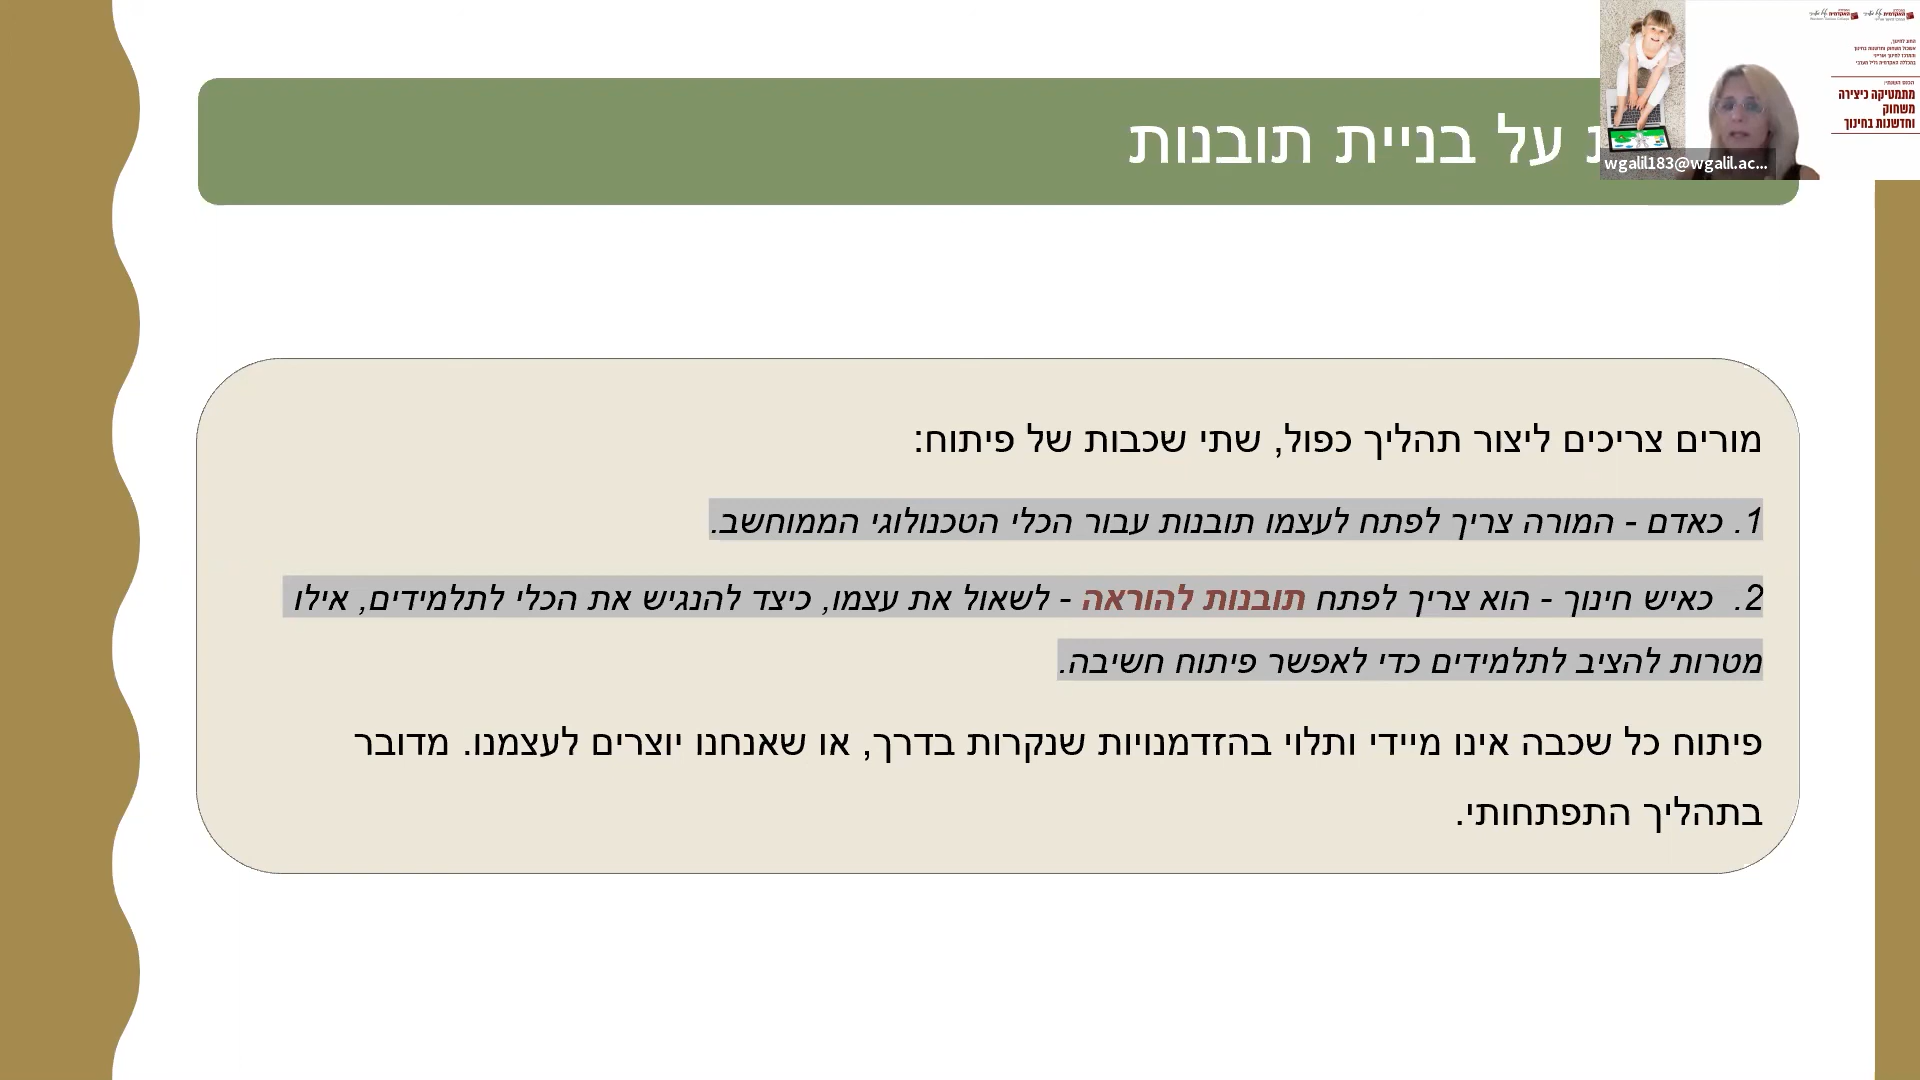 על בניית תובנות
wgalil183@wgalil.ac...
מתמטיקה כיצירה
משחוק
וחדשנות בחינוך
מורים צריכים ליצור תהליך כפול, שתי שכבות של פיתוח:
1. כאדם - המורה צריך לפתח לעצמו תובנות עבור הכלי הטכנולוגי הממוחשב.
2. כאיש חינוך - הוא צריך לפתח תובנות להוראה - לשאול את עצמו, כיצד להנגיש את הכלי לתלמידים, אילו
מטרות להציב לתלמידים כדי לאפשר פיתוח חשיבה.
פיתוח כל שכבה אינו מיידי ותלוי בהזדמנויות שנקרות בדרך, או שאנחנו יוצרים לעצמנו. מדובר
בתהליך התפתחותי.